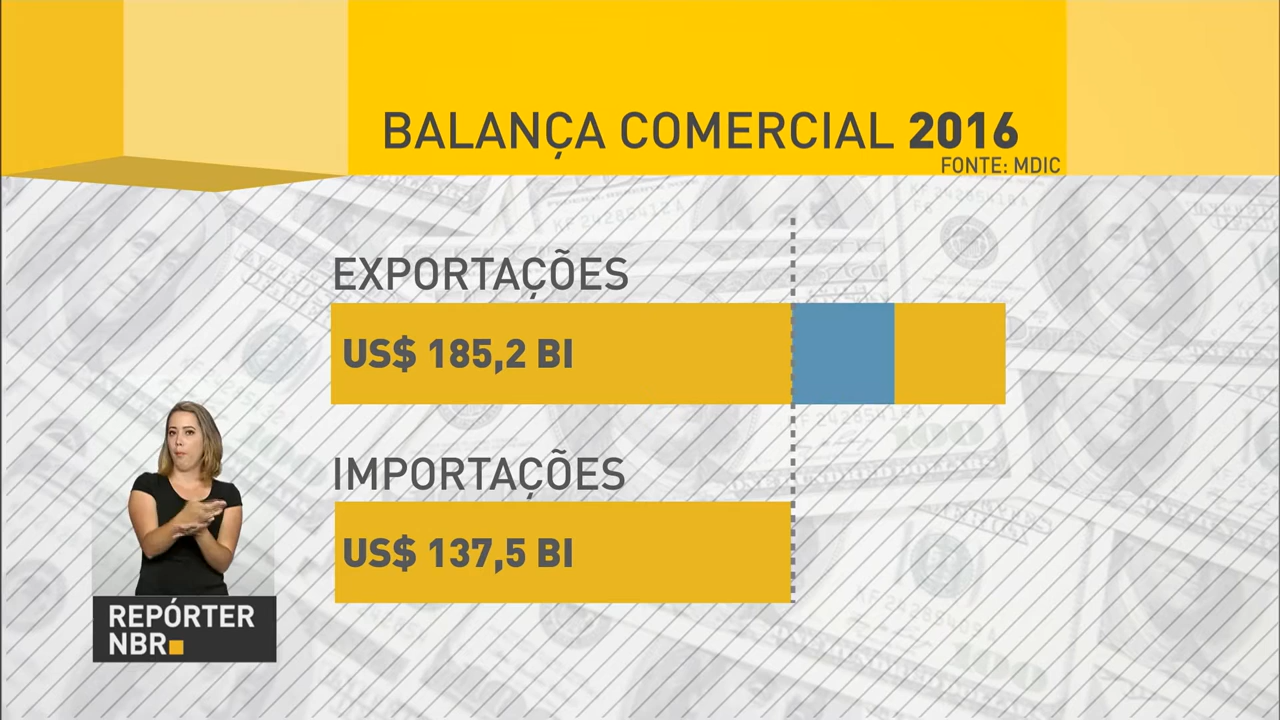 BALANÇA COMERCIAL 2016
FONTE: MDIC
EXPORTAÇÕES
US$ 185,2 BI
IMPORTAÇÕES
US$ 137,5 BI
REPÓRTER
NBR